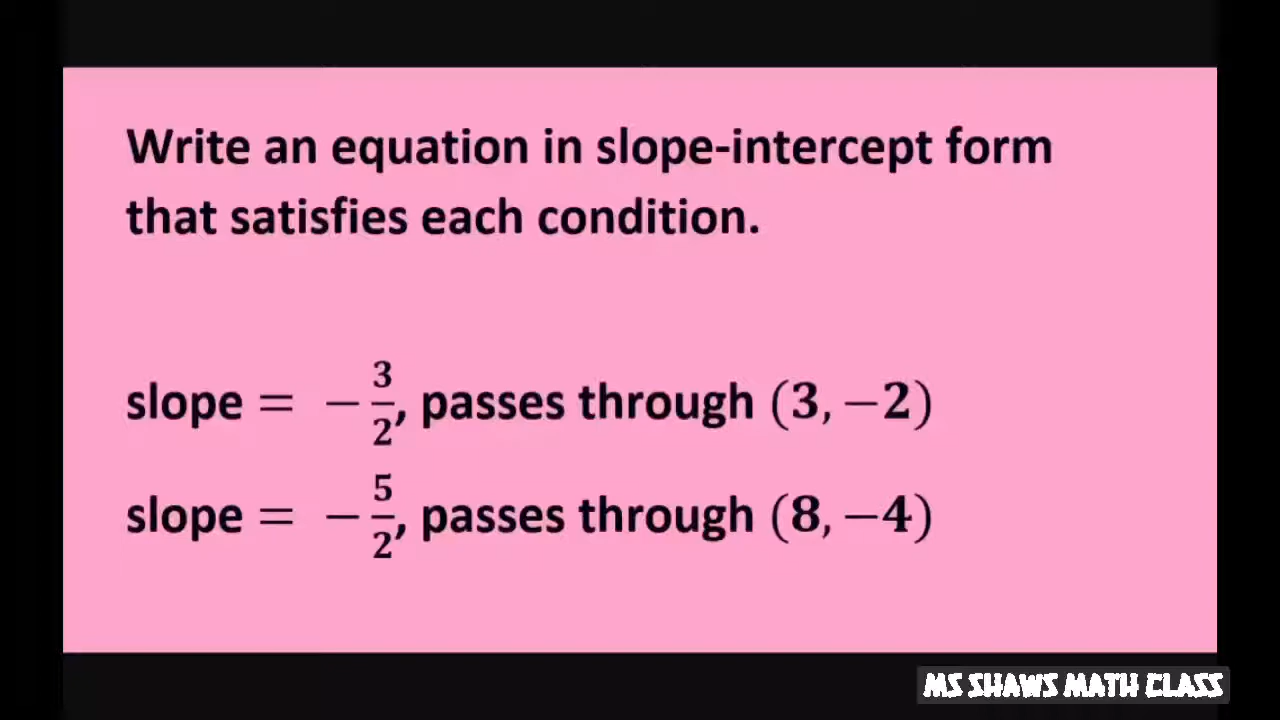 Write an equation in slope-intercept form
that satisfies each condition.
slope = −3/2, passes through (3, −2)
slope = −5/2, passes through (8, −4)
MS SHAWS MATH CLASS